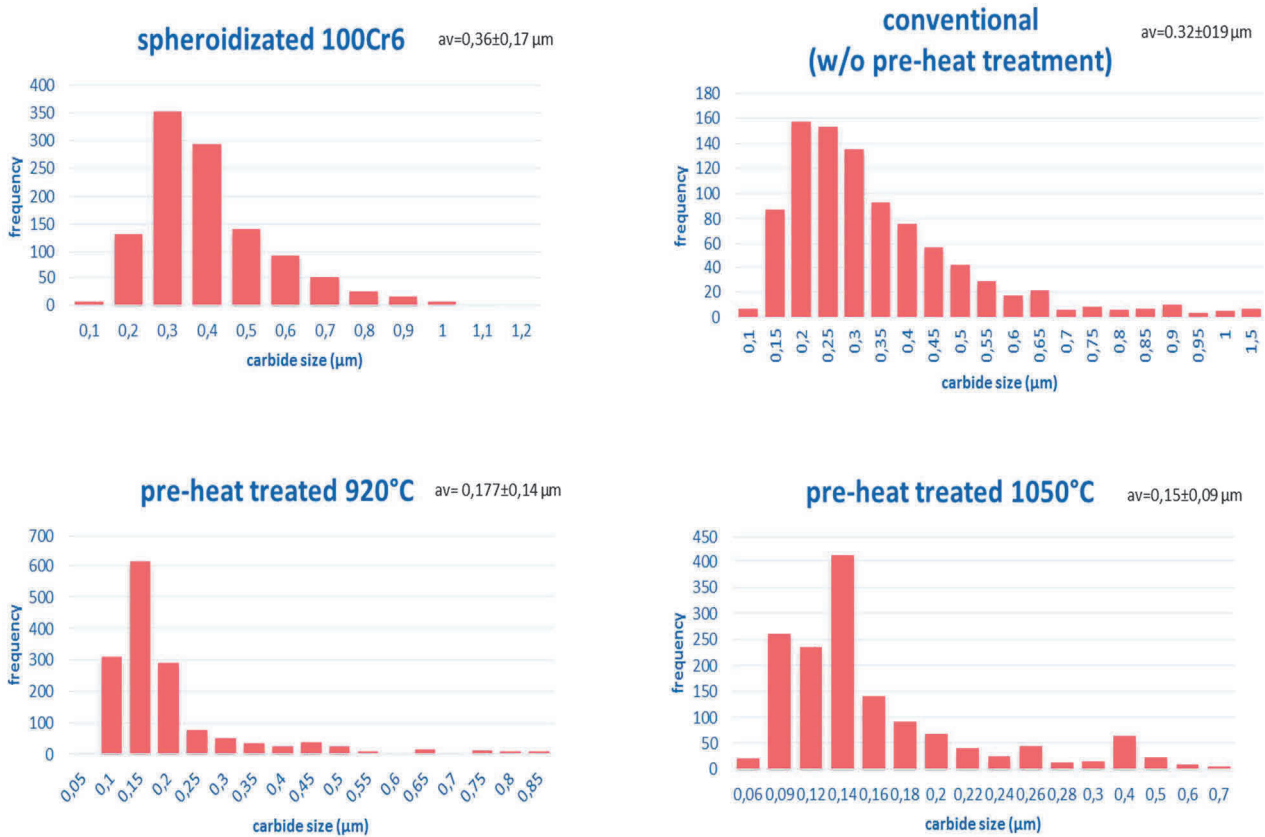 spheroidizated 100Cr6
av=0,36±0,17 µm
400
350
300
250
200
150
100
50
0
frequency
0,1 0,2 0,3 0,4 0,5 0,6 0,7 0,8 0,9 1 1,1 1,2
carbide size (µm)
conventional
(w/o pre-heat treatment)
av=0.32±019 µm
180
160
140
120
100
80
60
40
20
0
frequency
0,1 0,15 0,2 0,25 0,3 0,35 0,4 0,45 0,5 0,55 0,6 0,65 0,7 0,75 0,8 0,85 0,9 0,95 1 1,5
carbide size (µm)
pre-heat treated 920°C
av= 0,177±0,14 µm
700
600
500
400
300
200
100
0
frequency
0,05 0,1 0,15 0,2 0,25 0,3 0,35 0,4 0,45 0,5 0,55 0,6 0,65 0,7 0,75 0,8 0,85
carbide size (µm)
pre-heat treated 1050°C
av=0,15±0,09 µm
450
400
350
300
250
200
150
100
50
0
frequency
0,06 0,09 0,12 0,14 0,16 0,18 0,2 0,22 0,24 0,26 0,28 0,3 0,4 0,5 0,6 0,7
carbide size (µm)